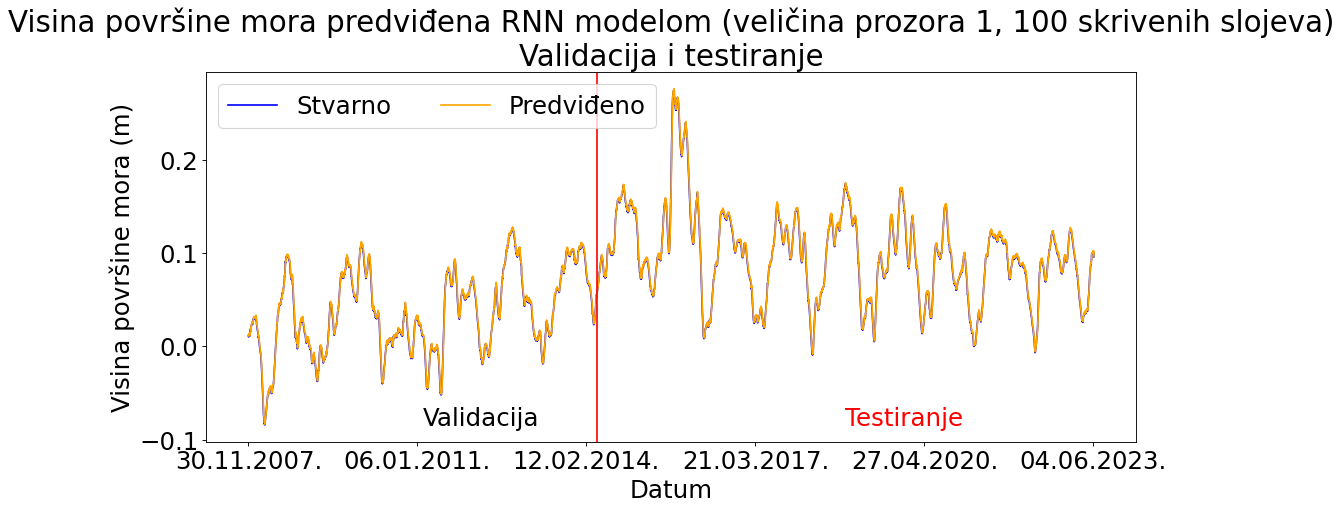 Visina površine mora predviđena RNN modelom (veličina prozora 1, 100 skrivenih slojeva)
Validacija i testiranje
Stvarno
Predviđeno
Visina površine mora (m)
0.2
0.1
0.0
−0.1
Validacija
Testiranje
30.11.2007.
06.01.2011.
12.02.2014.
21.03.2017.
27.04.2020.
04.06.2023.
Datum